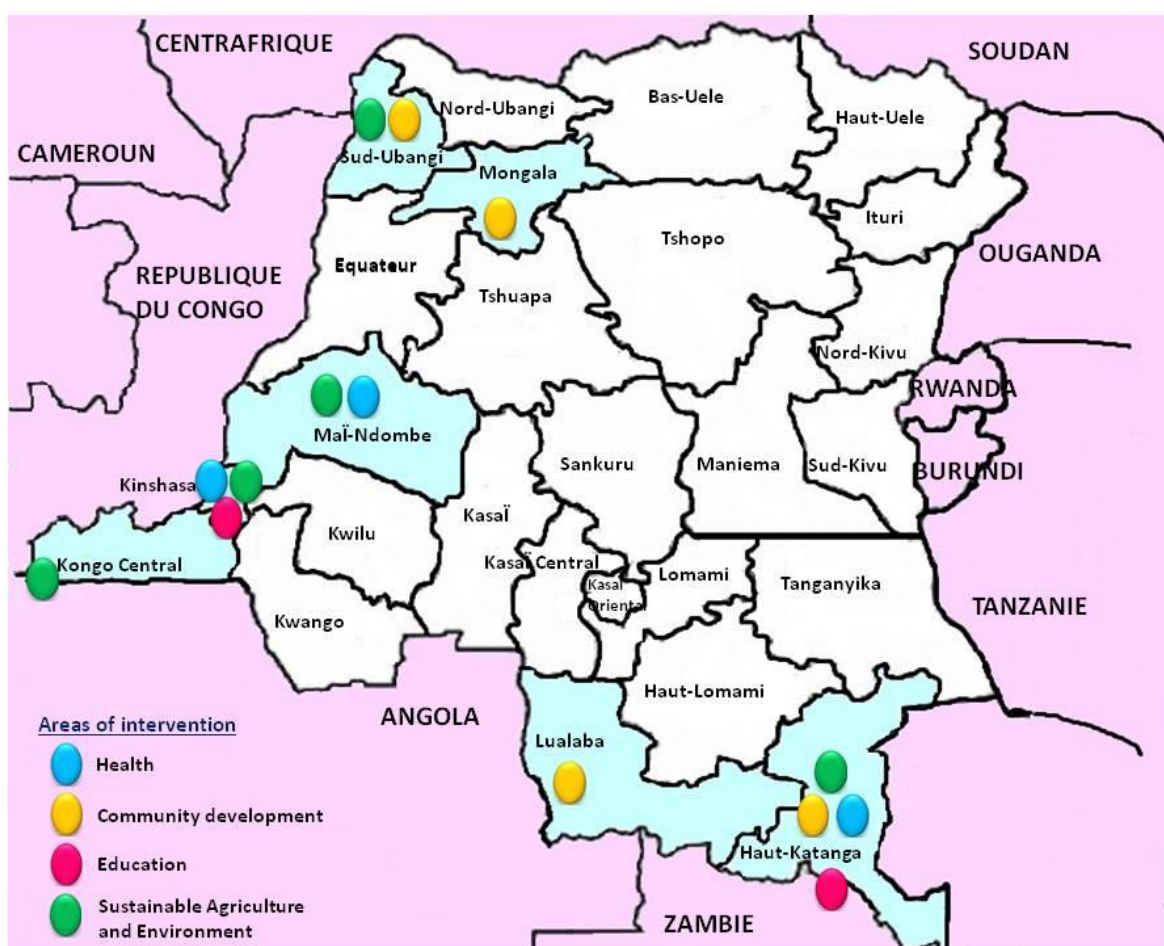 CENTRAFRIQUE
SOUDAN
Bas-Uele
Nord-Ubangi
Haut-Uele
CAMEROUN
Sud-Ubangi
Mongala
Ituri
Tshopo
OUGANDA
REPUBLIQUE
DU CONGO
Equateur
Tshuapa
Nord-Kivu
RWANDA
MaÏ-Ndombe
Sankuru
Maniema
Sud-Kivu
BURUNDI
Kinshasa
KasaÏ
Kwilu
Kongo Central
KasaÏ Central
Lomami
Kasai
Oriental
Tanganyika
TANZANIE
Kwango
Haut-Lomami
ANGOLA
Lualaba
Haut-Katanga
ZAMBIE
Areas of intervention
Health
Community development
Education
Sustainable Agriculture
and Environment